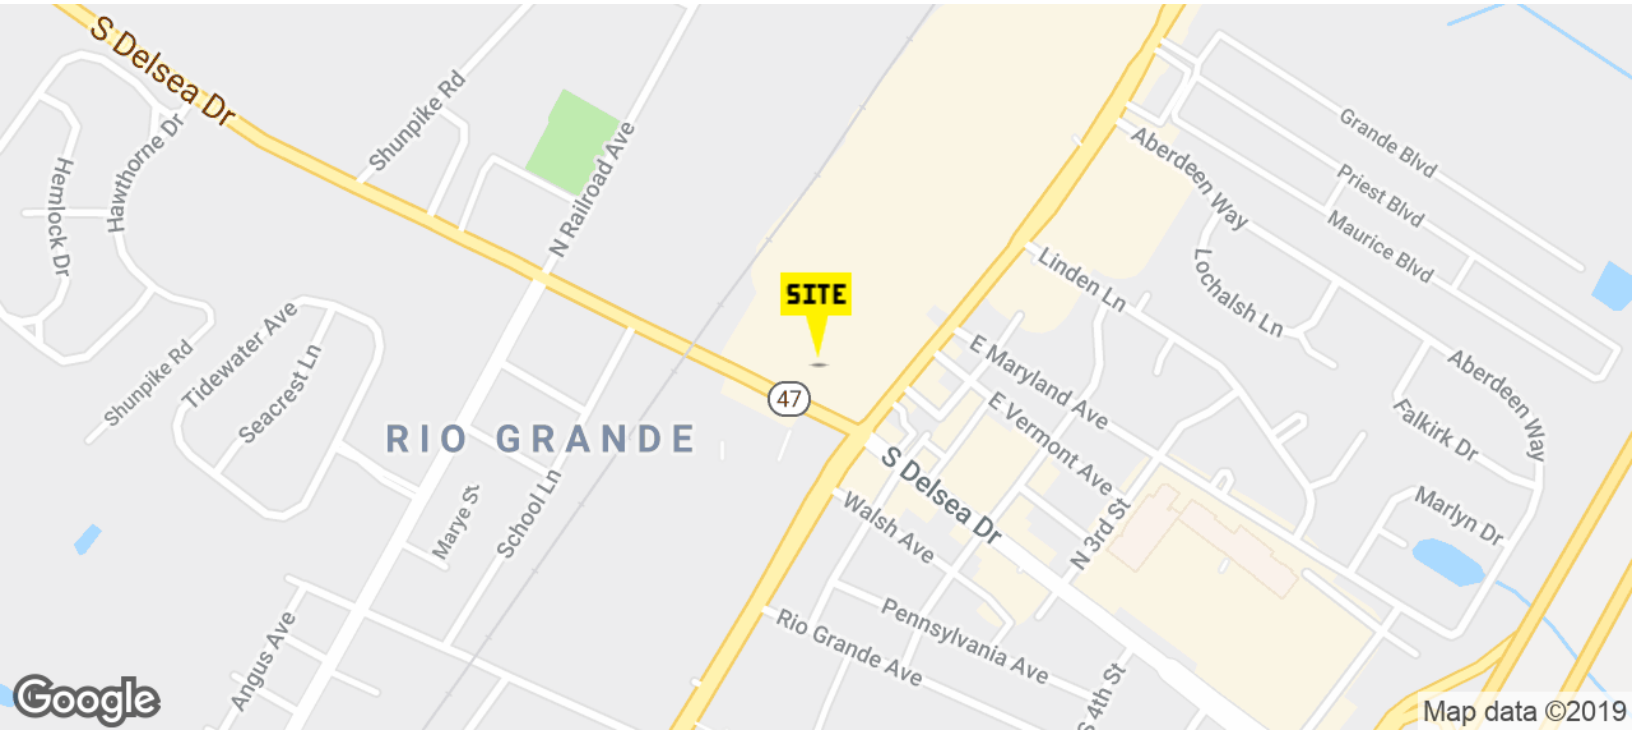 S Delsea Dr
Shunpike Rd
N Railroad Ave
Hawthorne Dr
Hemlock Dr
Grande Blvd
Priest Blvd
Maurice Blvd
Aberdeen Way
Lochalsh Ln
Linden Ln
SITE
Tidewater Ave
Seacrest Ln
Shunpike Rd
47
RIO GRANDE
E Maryland Ave
E Vermont Ave
Aberdeen Way
Falkirk Dr
Marlyn Dr
S Delsea Dr
Walsh Ave
N 3rd St
Marye St
School Ln
Pennsylvania Ave
Rio Grande Ave
Angus Ave
S 4th St
Google
Map data ©2019